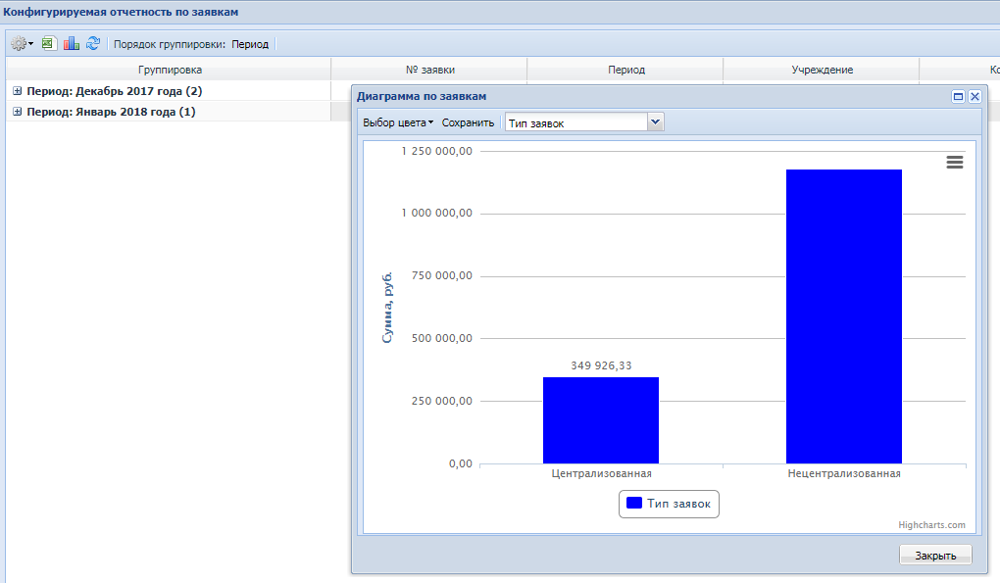 Конфигурируемая отчетность по заявкам
Порядок группировки: Период
Группировка № заявки Период Учреждение
Период: Декабрь 2017 года (2)
Период: Январь 2018 года (1)
Диаграмма по заявкам
Выбор цвета Сохранить Тип заявок
Сумма, руб.
1 250 000,00
1 000 000,00
750 000,00
500 000,00
250 000,00
0,00
349 926,33
Централизованная Нецентрализованная
Тип заявок
Highcharts.com
Закрыть